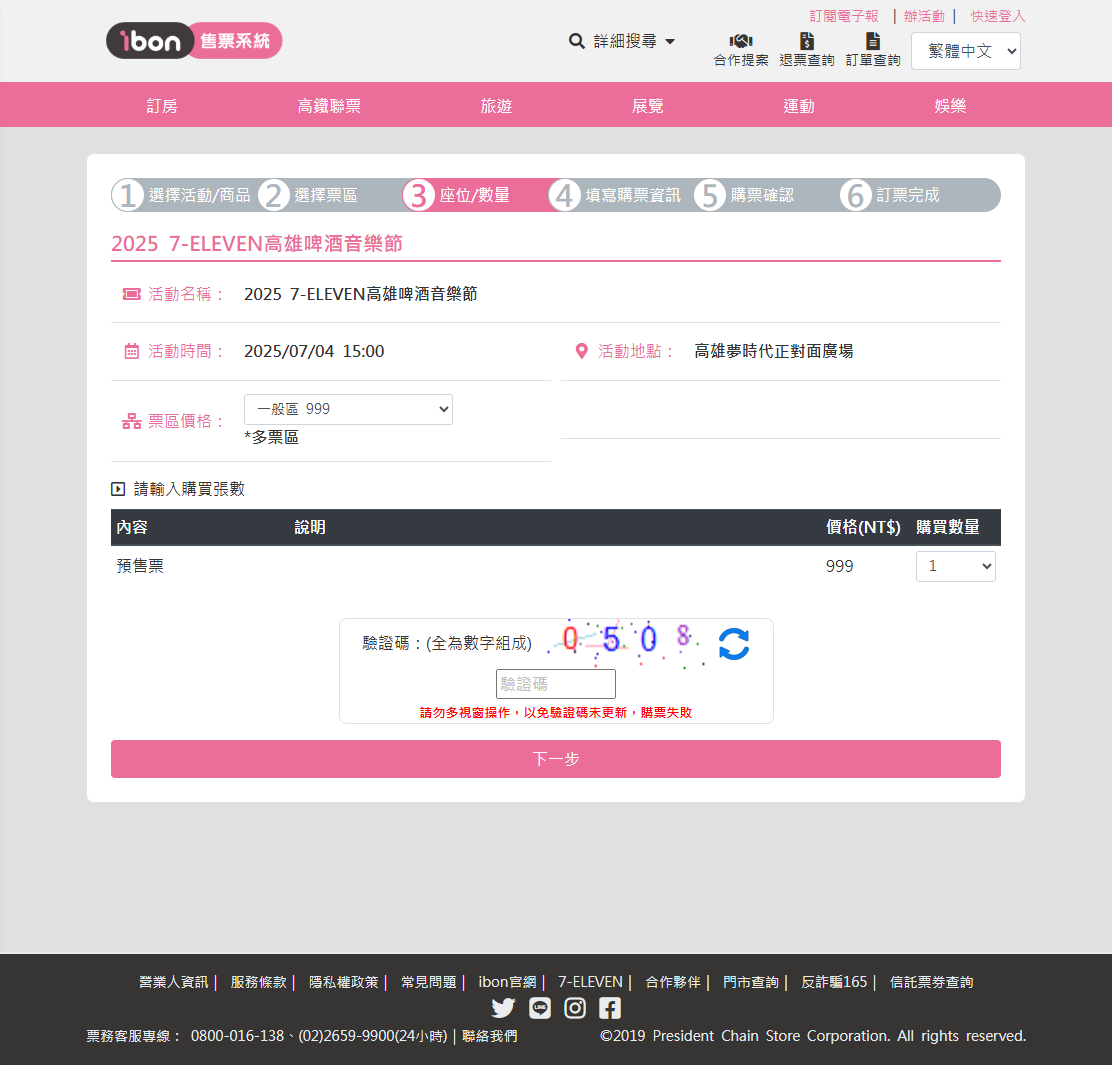 訂閱電子報 | 辦活動 | 快速登入
ibon 售票系統
詳細搜尋
合作提案 退票查詢 訂單查詢
繁體中文
訂房 高鐵聯票 旅遊 展覽 運動 娛樂
1 選擇活動/商品 2 選擇票區 3 座位/數量 4 填寫購票資訊 5 購票確認 6 訂票完成
2025 7-ELEVEN高雄啤酒音樂節
活動名稱： 2025 7-ELEVEN高雄啤酒音樂節
活動時間： 2025/07/04 15:00 活動地點： 高雄夢時代正對面廣場
票區價格： 一般區 999
*多票區
請輸入購買張數
內容 說明 價格(NT$) 購買數量
預售票 999 1
驗證碼：(全為數字組成) 0508
驗證碼
請勿多視窗操作，以免驗證碼未更新，購票失敗
下一步
營業人資訊 | 服務條款 | 隱私權政策 | 常見問題 | ibon官網 | 7-ELEVEN | 合作夥伴 | 門市查詢 | 反詐騙165 | 信託票券查詢
LINE
票務客服專線： 0800-016-138、(02)2659-9900(24小時) | 聯絡我們 ©2019 President Chain Store Corporation. All rights reserved.